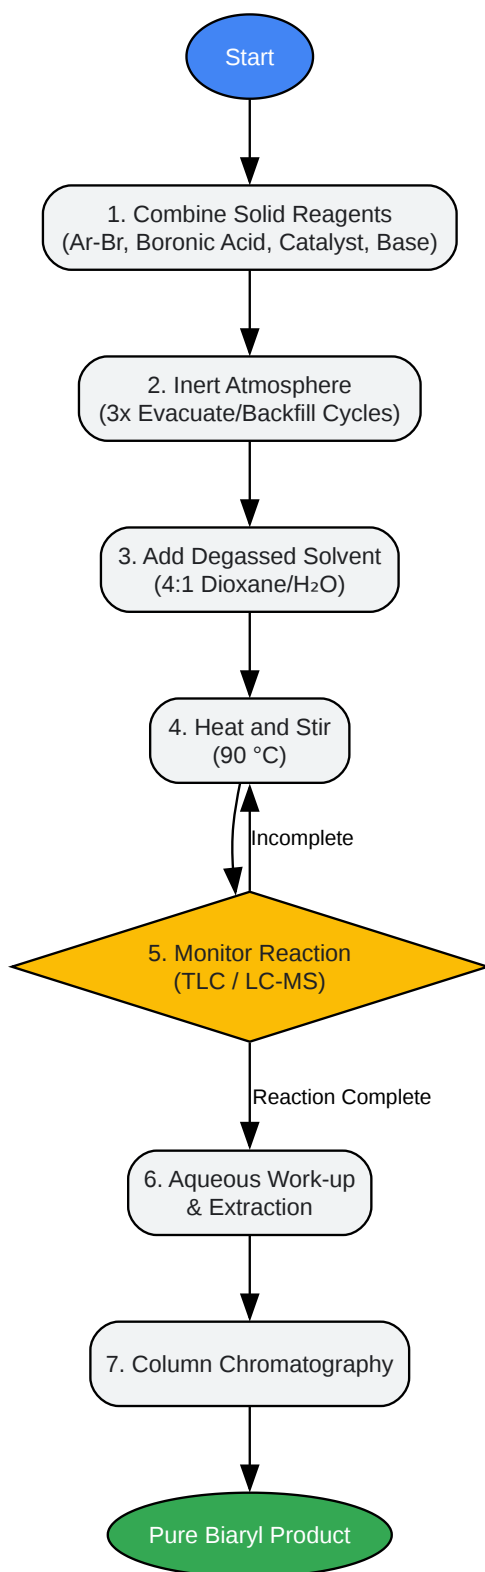 Start
1. Combine Solid Reagents
(Ar-Br, Boronic Acid, Catalyst, Base)
2. Inert Atmosphere
(3x Evacuate/Backfill Cycles)
3. Add Degassed Solvent
(4:1 Dioxane/H₂O)
4. Heat and Stir
(90 °C)
Incomplete
5. Monitor Reaction
(TLC / LC-MS)
Reaction Complete
6. Aqueous Work-up
& Extraction
7. Column Chromatography
Pure Biaryl Product